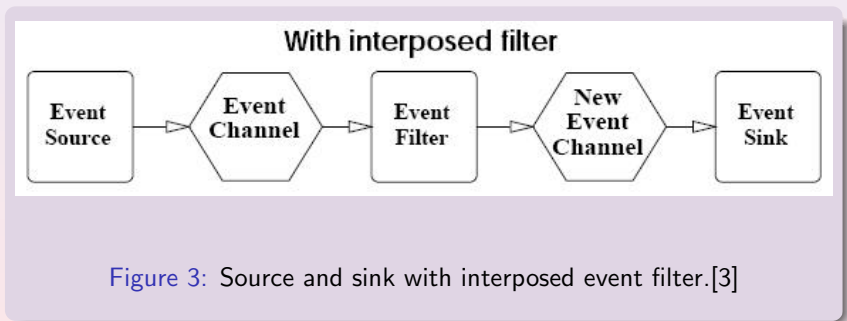 With interposed filter
Event
Source
Event
Channel
Event
Filter
New
Event
Channel
Event
Sink
Figure 3: Source and sink with interposed event filter.[3]